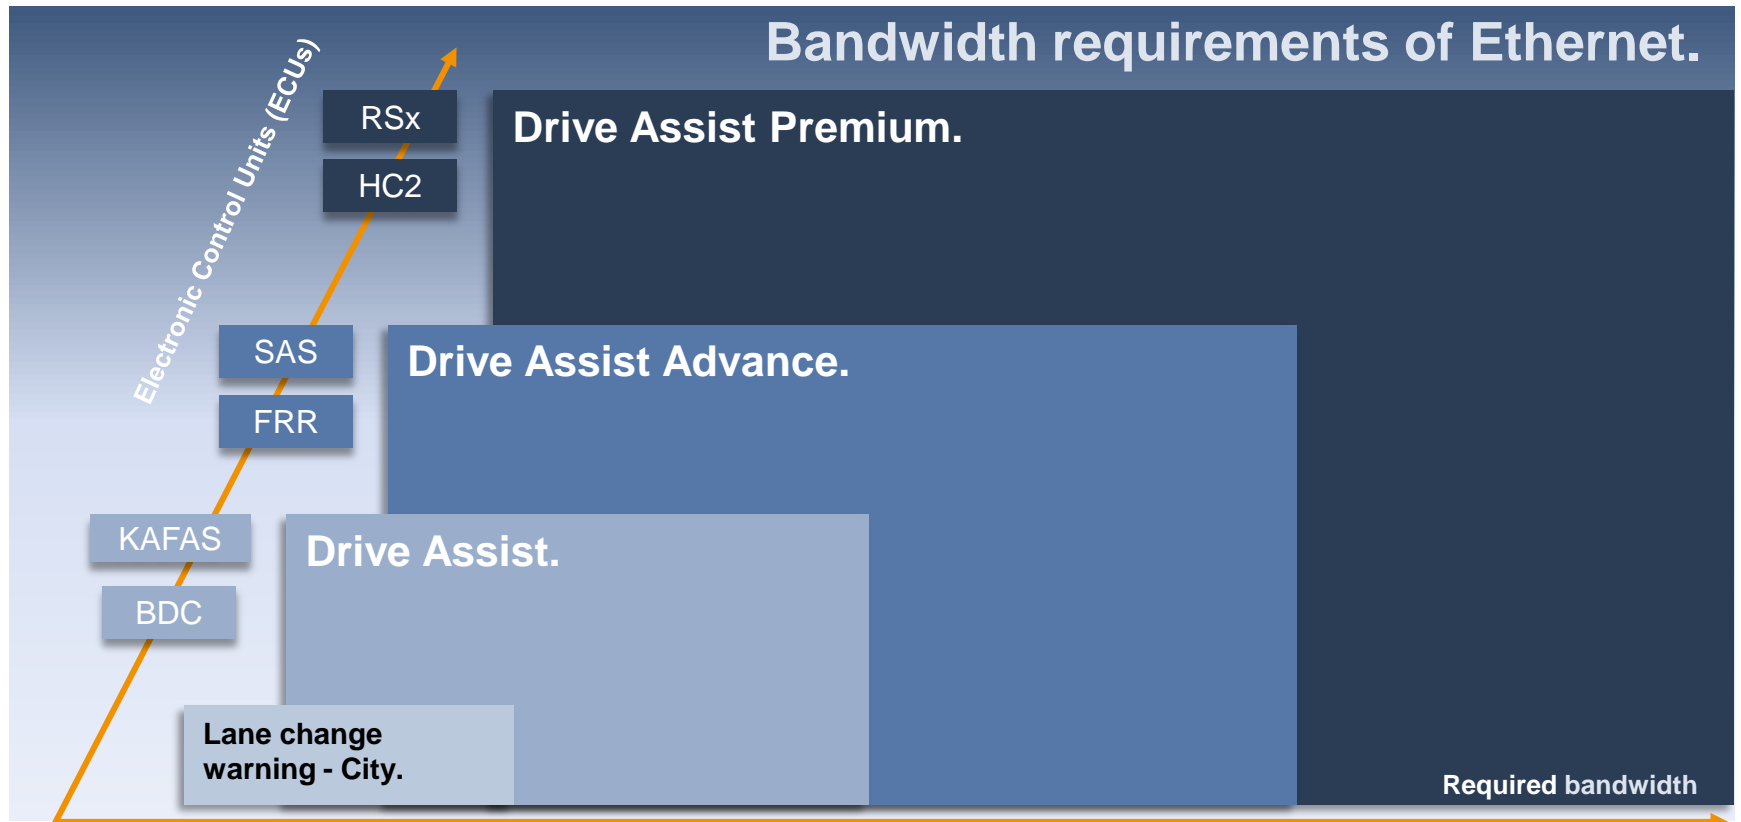 Bandwidth requirements of Ethernet.
Electronic Control Units (ECUs)
RSx
HC2
Drive Assist Premium.
SAS
FRR
Drive Assist Advance.
KAFAS
BDC
Drive Assist.
Lane change
warning - City.
Required bandwidth